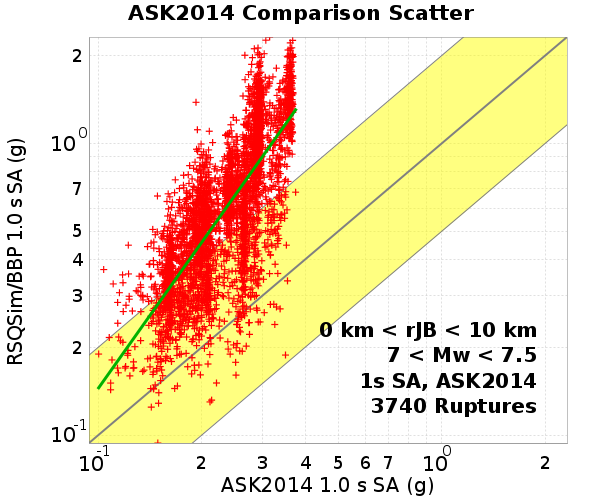 ASK2014 Comparison Scatter
RSQSim/BBP 1.0 s SA (g)
2
10^0
7
5
4
3
2
10^-1
0 km < rJB < 10 km
7 < Mw < 7.5
1s SA, ASK2014
3740 Ruptures
10^-1 2 3 4 5 6 7 10^0 2
ASK2014 1.0 s SA (g)